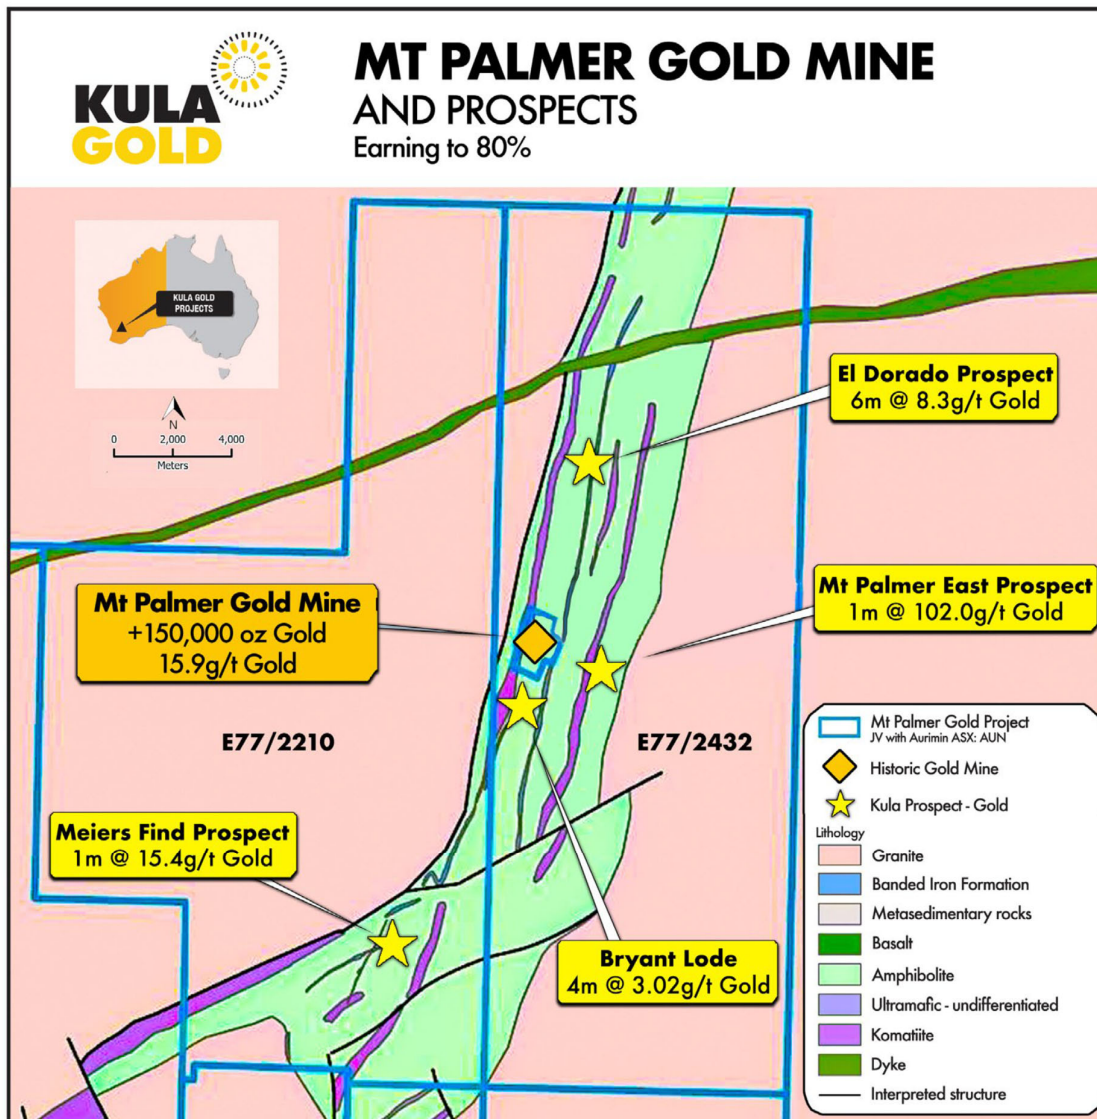 KULA
GOLD
MT PALMER GOLD MINE
AND PROSPECTS
Earning to 80%
KULA GOLD
PROJECTS
N
0 2,000 4,000
Meters
El Dorado Prospect
6m @ 8.3g/t Gold
Mt Palmer Gold Mine
+150,000 oz Gold
15.9g/t Gold
Mt Palmer East Prospect
1m @ 102.0g/t Gold
E77/2210
E77/2432
Meiers Find Prospect
1m @ 15.4g/t Gold
Bryant Lode
4m @ 3.02g/t Gold
Mt Palmer Gold Project
JV with Aurimin ASX: AUN
Historic Gold Mine
Kula Prospect - Gold
Lithology
Granite
Banded Iron Formation
Metasedimentary rocks
Basalt
Amphibolite
Ultramafic - undifferentiated
Komatiite
Dyke
Interpreted structure